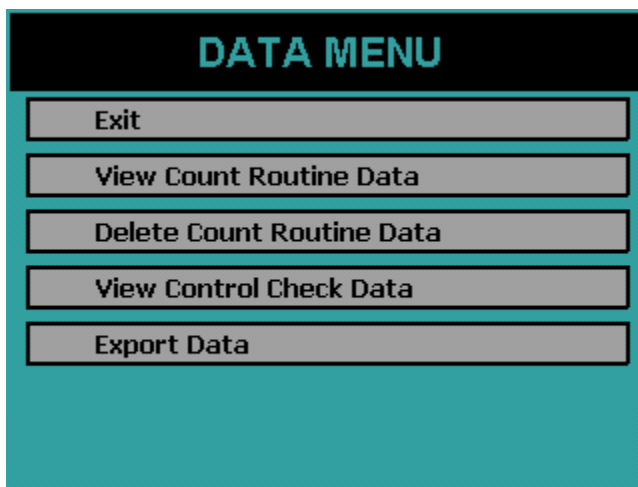 DATA MENU
Exit
View Count Routine Data
Delete Count Routine Data
View Control Check Data
Export Data